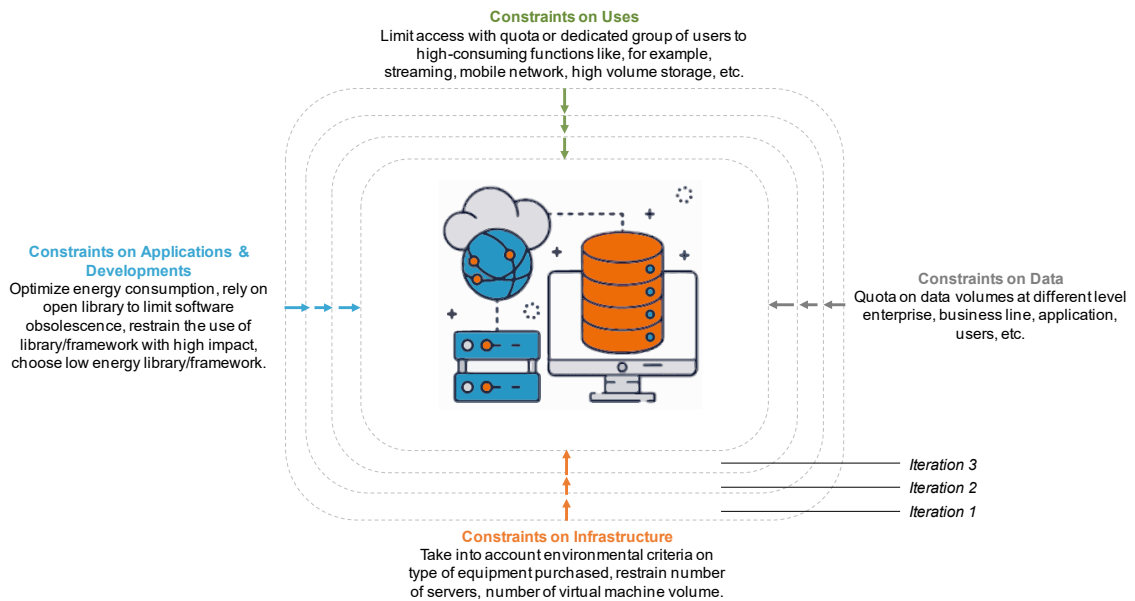 Constraints on Uses
Limit access with quota or dedicated group of users to
high-consuming functions like, for example,
streaming, mobile network, high volume storage, etc.
Constraints on Applications &
Developments
Optimize energy consumption, rely on
open library to limit software
obsolescence, restrain the use of
library/framework with high impact,
choose low energy library/framework.
Constraints on Data
Quota on data volumes at different level
enterprise, business line, application,
users, etc.
Iteration 3
Iteration 2
Iteration 1
Constraints on Infrastructure
Take into account environmental criteria on
type of equipment purchased, restrain number
of servers, number of virtual machine volume.